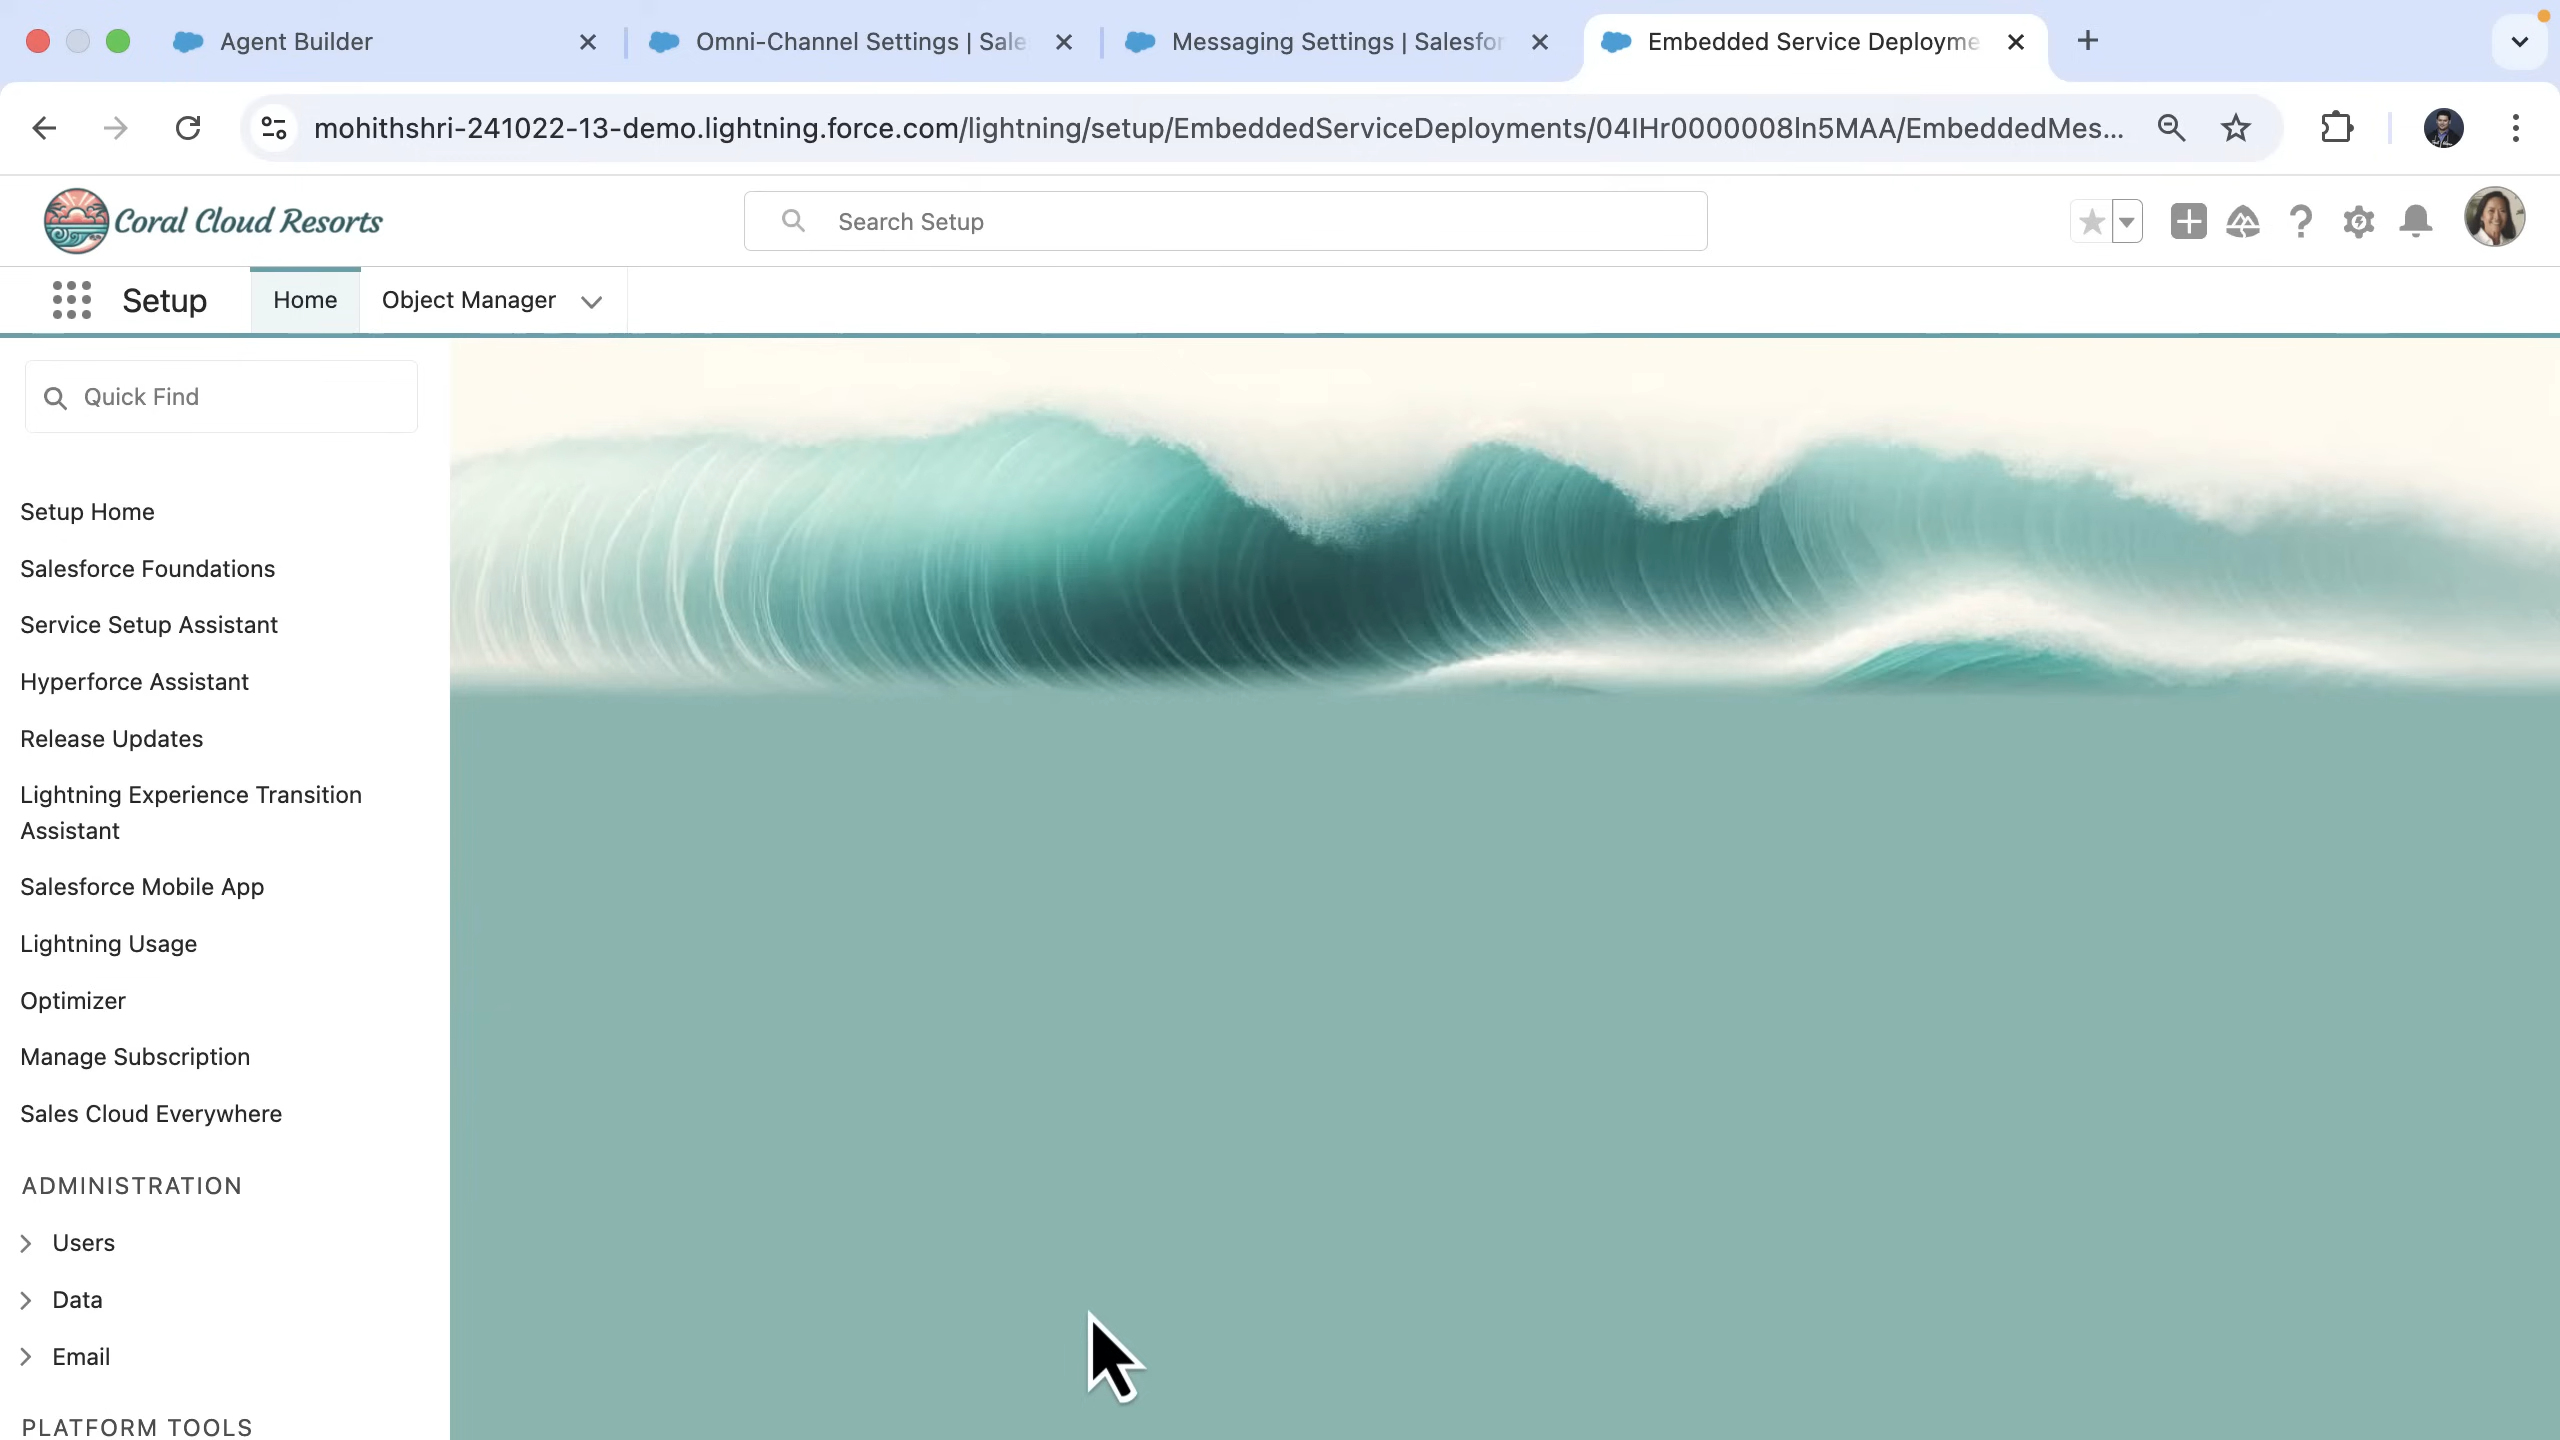 Agent Builder
Omni-Channel Settings | Sale
Messaging Settings | Salesfor
Embedded Service Deployme
mohithshri-241022-13-demo.lightning.force.com/lightning/setup/EmbeddedServiceDeployments/04IHr0000008ln5MAA/EmbeddedMes...
Coral Cloud Resorts
Search Setup
Setup
Home
Object Manager
Quick Find
Setup Home
Salesforce Foundations
Service Setup Assistant
Hyperforce Assistant
Release Updates
Lightning Experience Transition
Assistant
Salesforce Mobile App
Lightning Usage
Optimizer
Manage Subscription
Sales Cloud Everywhere
ADMINISTRATION
Users
Data
Email
PLATFORM TOOLS